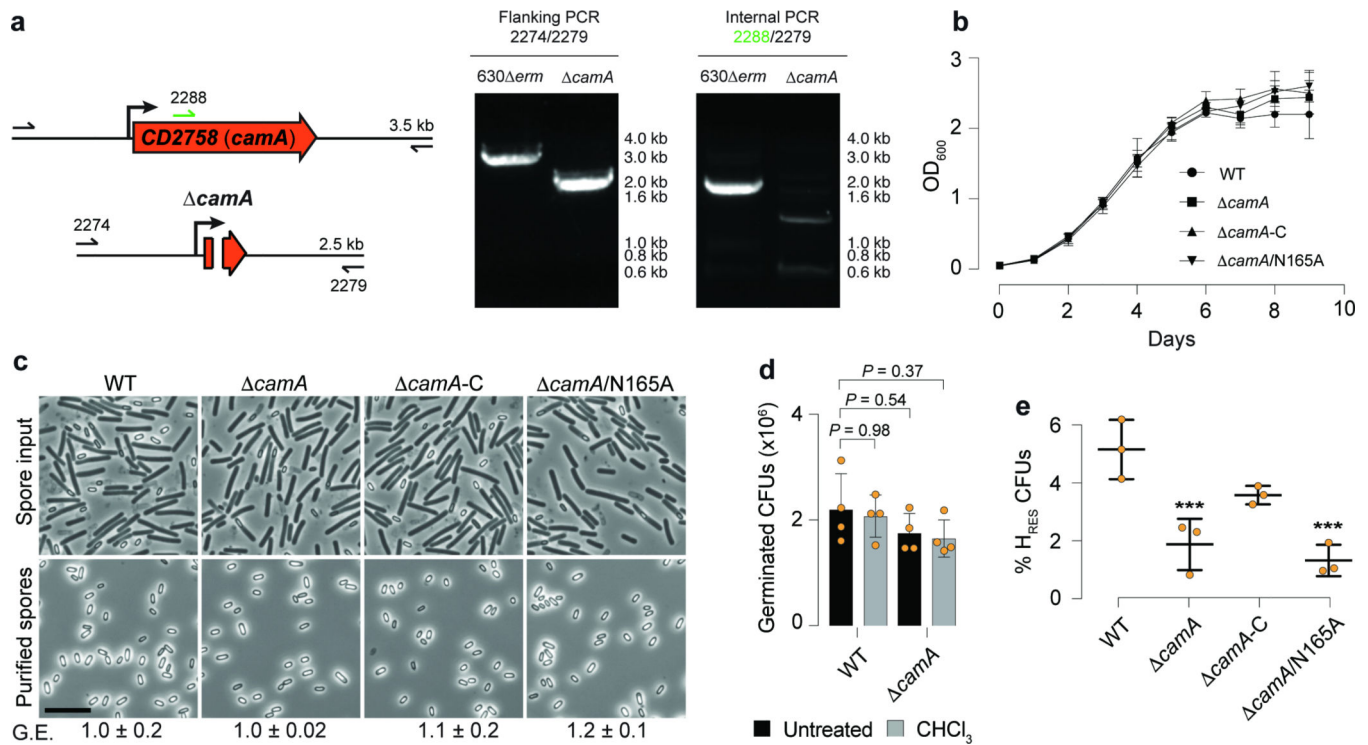 a
2288
CD2758 (camA)
3.5 kb
ΔcamA
2274
2.5 kb
2279
Flanking PCR
2274/2279
630Δerm ΔcamA
4.0 kb
3.0 kb
2.0 kb
1.6 kb
1.0 kb
0.8 kb
0.6 kb
Internal PCR
2288/2279
630Δerm ΔcamA
4.0 kb
3.0 kb
2.0 kb
1.6 kb
1.0 kb
0.8 kb
0.6 kb
b
OD600
3
2
1
0
0 2 4 6 8 10
Days
WT
ΔcamA
ΔcamA-C
ΔcamA/N165A
c
WT ΔcamA ΔcamA-C ΔcamA/N165A
Spore input
Purified spores
G.E. 1.0 ± 0.2 1.0 ± 0.02 1.1 ± 0.2 1.2 ± 0.1
d
P = 0.37
P = 0.54
P = 0.98
Germinated CFUs (x10⁶)
4
2
0
WT ΔcamA
Untreated CHCl₃
e
% HRES CFUs
6
4
2
0
*** ***
WT ΔcamA ΔcamA-C ΔcamA/N165A